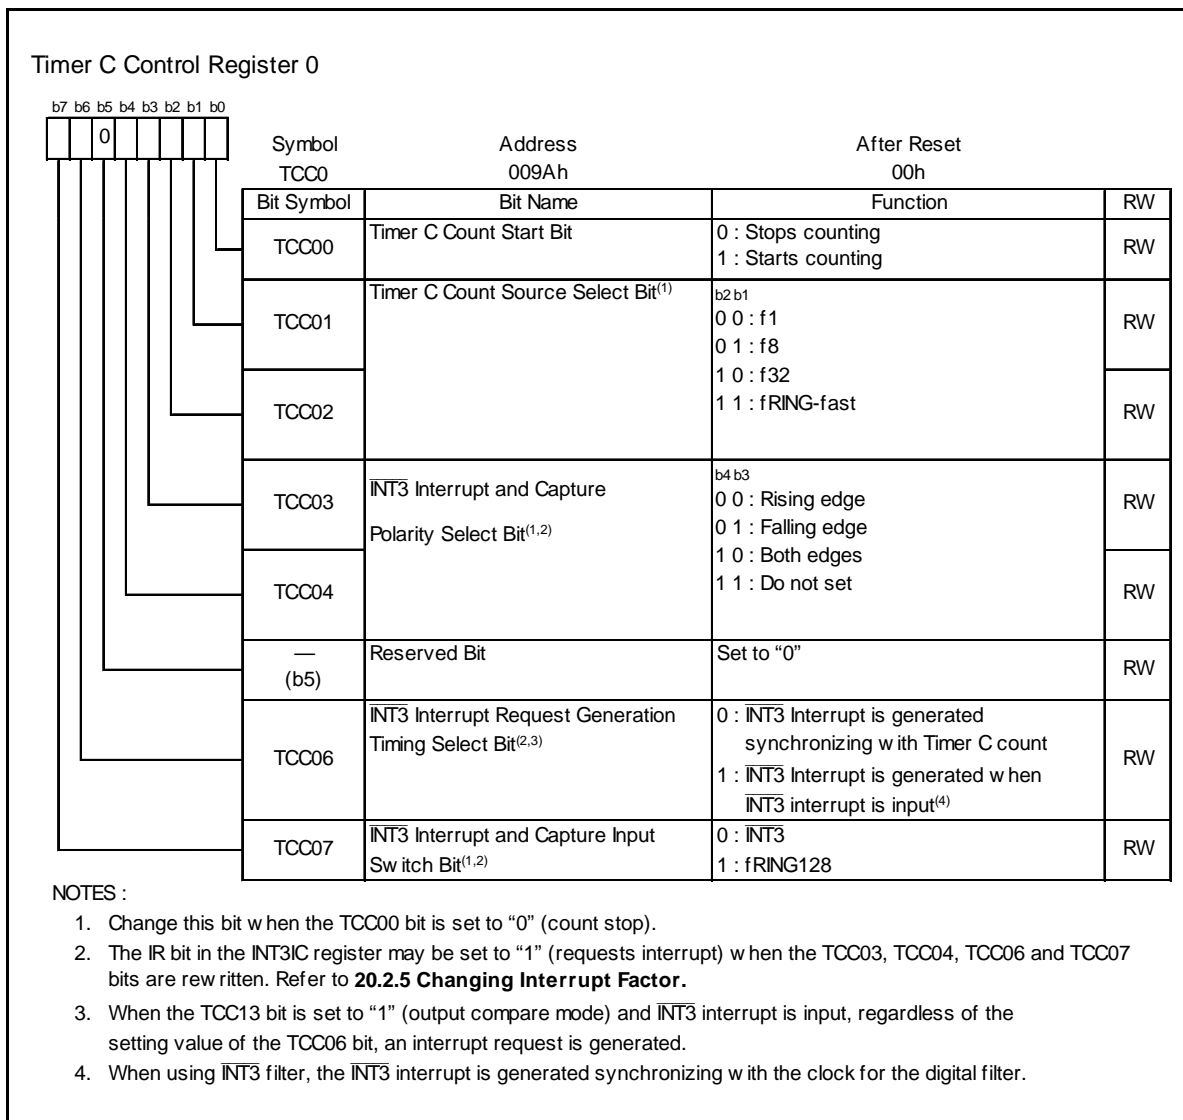 Timer C Control Register 0
b7 b6 b5 b4 b3 b2 b1 b0
0
Symbol Address After Reset
TCC0 009Ah 00h
Bit Symbol Bit Name Function RW
TCC00 Timer C Count Start Bit 0 : Stops counting RW
1 : Starts counting
TCC01 Timer C Count Source Select Bit(1) b2 b1 RW
0 0 : f1
0 1 : f8
1 0 : f32
TCC02 1 1 : fRING-fast RW
TCC03 INT3 Interrupt and Capture b4 b3 RW
0 0 : Rising edge
Polarity Select Bit(1,2) 0 1 : Falling edge
1 0 : Both edges
TCC04 1 1 : Do not set RW
— Reserved Bit Set to “0” RW
(b5)
TCC06 INT3 Interrupt Request Generation 0 : INT3 Interrupt is generated RW
Timing Select Bit(2,3) synchronizing with Timer C count
1 : INT3 Interrupt is generated when
INT3 interrupt is input(4)
TCC07 INT3 Interrupt and Capture Input 0 : INT3 RW
Switch Bit(1,2) 1 : fRING128
NOTES :
1. Change this bit when the TCC00 bit is set to “0” (count stop).
2. The IR bit in the INT3IC register may be set to “1” (requests interrupt) when the TCC03, TCC04, TCC06 and TCC07
bits are rewritten. Refer to 20.2.5 Changing Interrupt Factor.
3. When the TCC13 bit is set to “1” (output compare mode) and INT3 interrupt is input, regardless of the
setting value of the TCC06 bit, an interrupt request is generated.
4. When using INT3 filter, the INT3 interrupt is generated synchronizing with the clock for the digital filter.